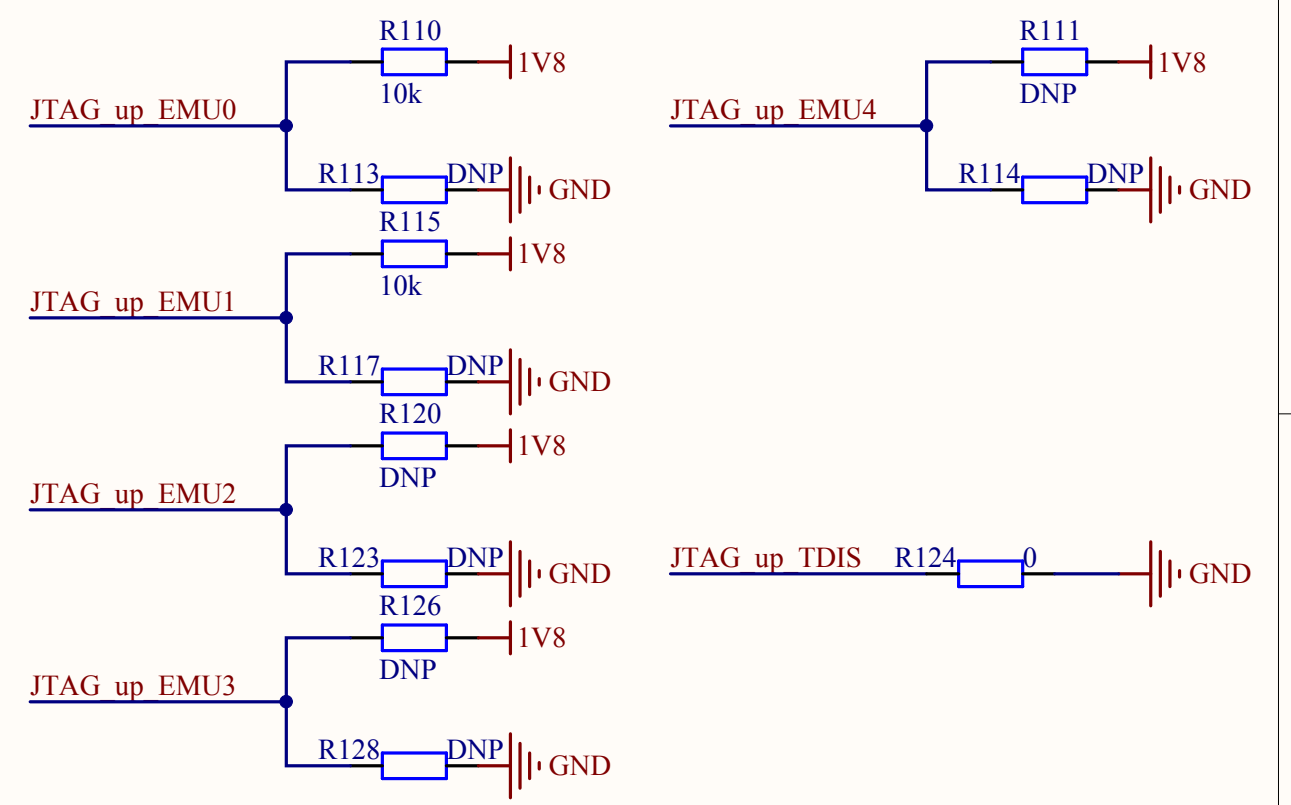 R110
1V8
10k
JTAG_up_EMU0
R113
DNP
GND
R115
1V8
10k
JTAG_up_EMU1
R117
DNP
GND
R120
1V8
DNP
JTAG_up_EMU2
R123
DNP
GND
R126
1V8
DNP
JTAG_up_EMU3
R128
DNP
GND
R111
1V8
DNP
JTAG_up_EMU4
R114
DNP
GND
JTAG_up_TDIS
R124
0
GND